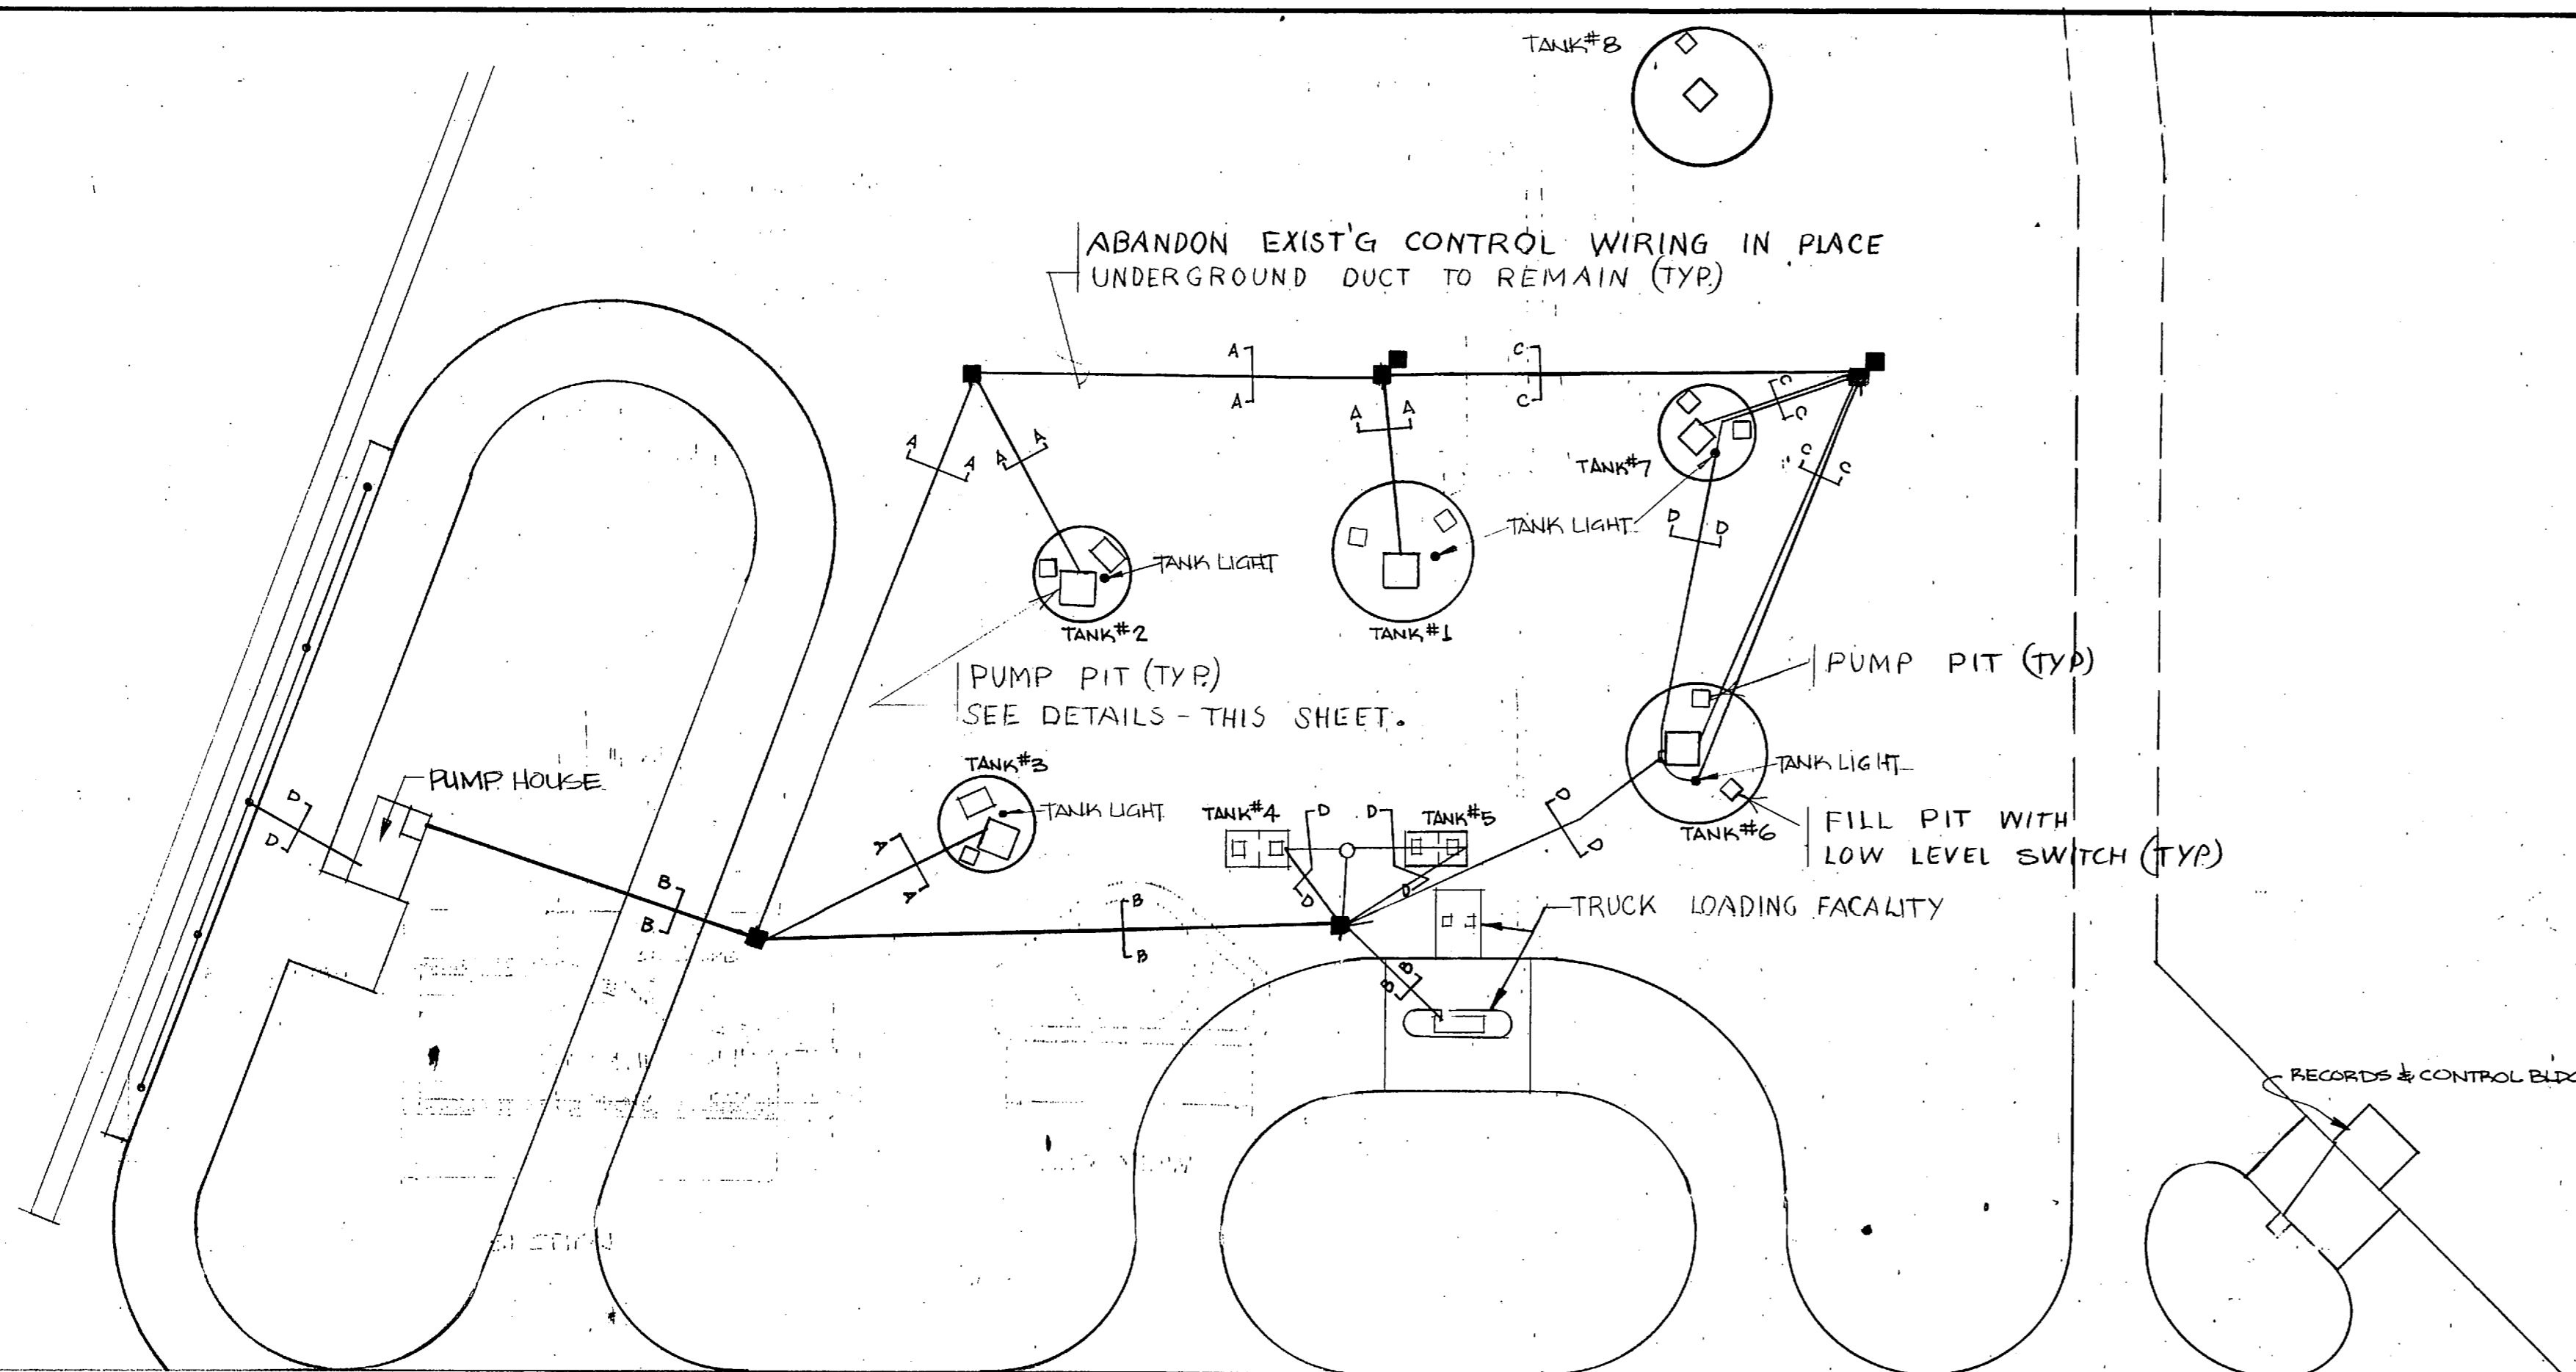 TANK#8
ABANDON EXIST'G CONTROL WIRING IN PLACE
UNDERGROUND DUCT TO REMAIN (TYP.)
A
A
C
C
A
A
A
A
A
A
C
C
C
C
TANK#7
TANK LIGHT
D
D
TANK LIGHT
TANK#2
TANK#1
PUMP PIT (TYP.)
SEE DETAILS - THIS SHEET.
PUMP PIT (TYP)
TANK#3
TANK LIGHT
PUMP HOUSE
D
D
TANK LIGHT
TANK#4
D
D
TANK#5
D
D
TANK#6
FILL PIT WITH
LOW LEVEL SWITCH (TYP)
A
A
D
D
B
B
B
B
TRUCK LOADING FACALITY
B
B
RECORDS & CONTROL BLDG
SECTION